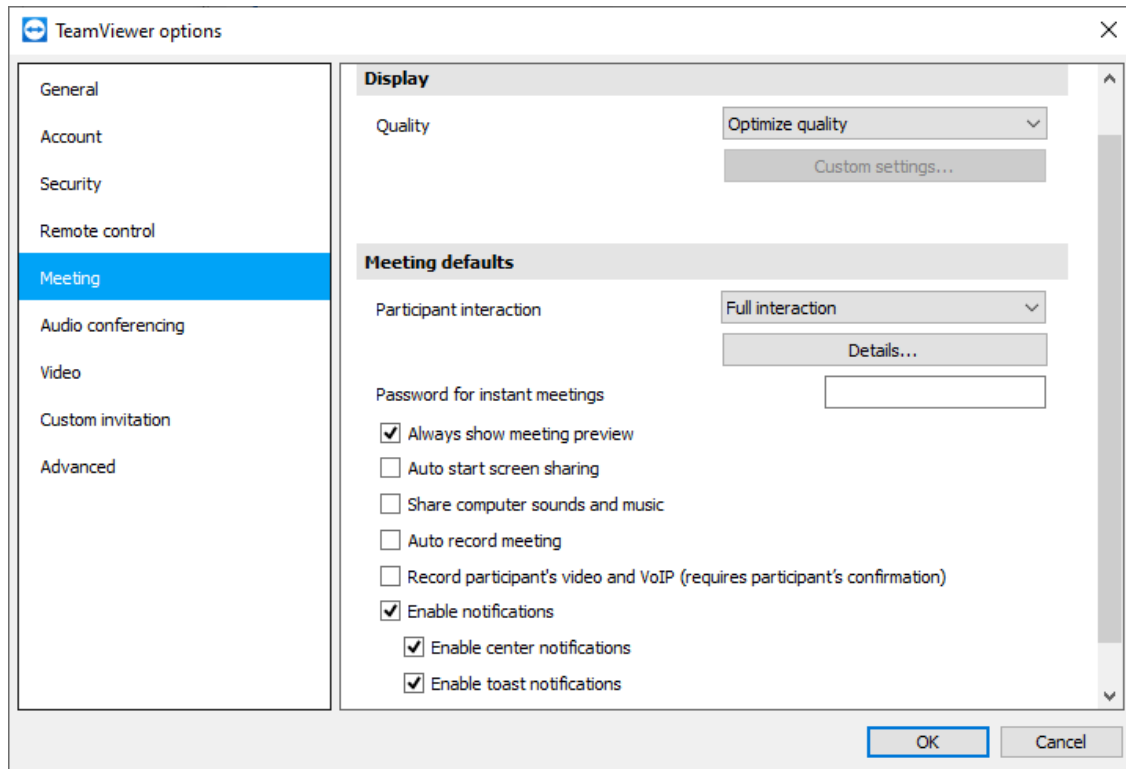 TeamViewer options
General
Account
Security
Remote control
Meeting
Audio conferencing
Video
Custom invitation
Advanced
Display
Quality
Optimize quality
Custom settings...
Meeting defaults
Participant interaction
Full interaction
Details...
Password for instant meetings
Always show meeting preview
Auto start screen sharing
Share computer sounds and music
Auto record meeting
Record participant's video and VoIP (requires participant's confirmation)
Enable notifications
Enable center notifications
Enable toast notifications
OK
Cancel